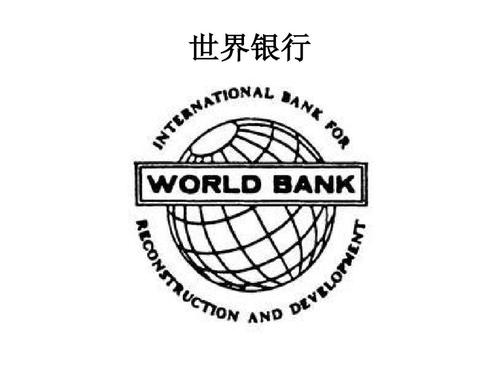 世界银行
INTERNATIONAL BANK FOR
WORLD BANK
RECONSTRUCTION AND DEVELOPMENT